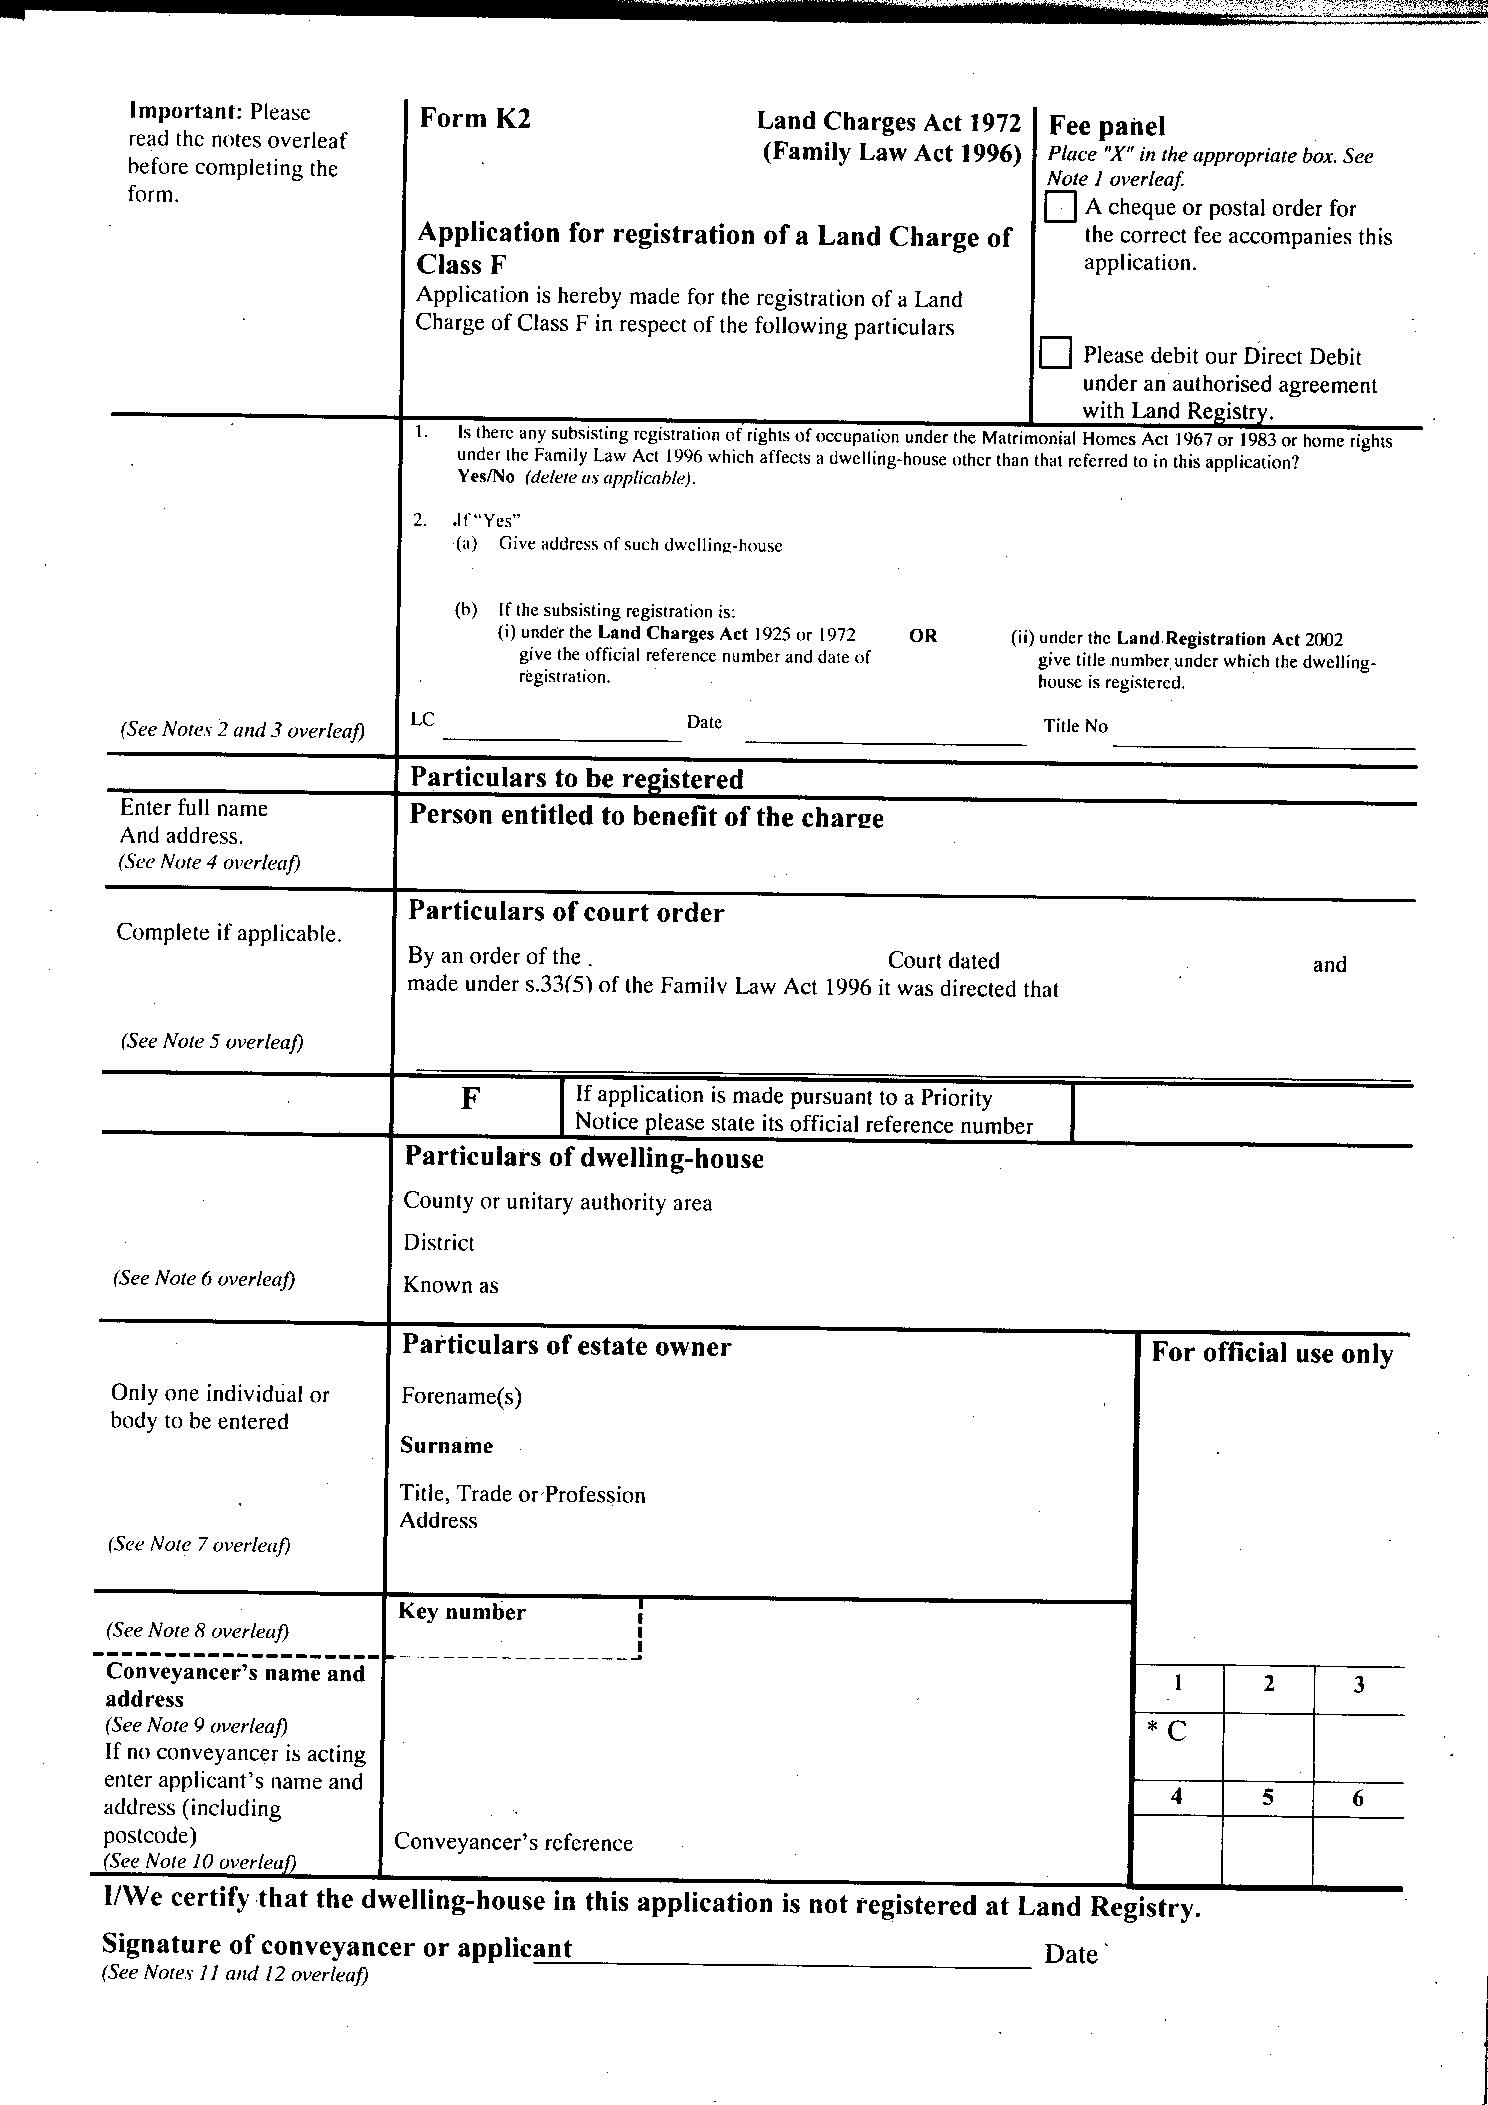 Important: Please
read the notes overleaf
before completing the
form.
Form K2
Land Charges Act 1972
(Family Law Act 1996)
Application for registration of a Land Charge of
Class F
Application is hereby made for the registration of a Land
Charge of Class F in respect of the following particulars
Fee panel
Place "X" in the appropriate box. See
Note 1 overleaf.
A cheque or postal order for
the correct fee accompanies this
application.
Please debit our Direct Debit
under an authorised agreement
with Land Registry.
1. Is there any subsisting registration of rights of occupation under the Matrimonial Homes Act 1967 or 1983 or home rights
under the Family Law Act 1996 which affects a dwelling-house other than that referred to in this application?
Yes/No (delete as applicable).
2. If "Yes"
(a) Give address of such dwelling-house
(b) If the subsisting registration is:
(i) under the Land Charges Act 1925 or 1972
give the official reference number and date of
registration.
OR
(ii) under the Land Registration Act 2002
give title number under which the dwelling-
house is registered.
(See Notes 2 and 3 overleaf)
LC Date Title No
Particulars to be registered
Enter full name
And address.
(See Note 4 overleaf)
Person entitled to benefit of the charge
Complete if applicable.
(See Note 5 overleaf)
Particulars of court order
By an order of the Court dated and
made under s.33(5) of the Family Law Act 1996 it was directed that
F
If application is made pursuant to a Priority
Notice please state its official reference number
Particulars of dwelling-house
County or unitary authority area
District
(See Note 6 overleaf)
Known as
Particulars of estate owner
For official use only
Only one individual or
body to be entered
(See Note 7 overleaf)
Forename(s)
Surname
Title, Trade or Profession
Address
(See Note 8 overleaf)
Key number
Conveyancer's name and
address
(See Note 9 overleaf)
If no conveyancer is acting
enter applicant's name and
address (including
postcode)
(See Note 10 overleaf)
Conveyancer's reference
1 2 3
* C
4 5 6
I/We certify that the dwelling-house in this application is not registered at Land Registry.
Signature of conveyancer or applicant Date
(See Notes 11 and 12 overleaf)